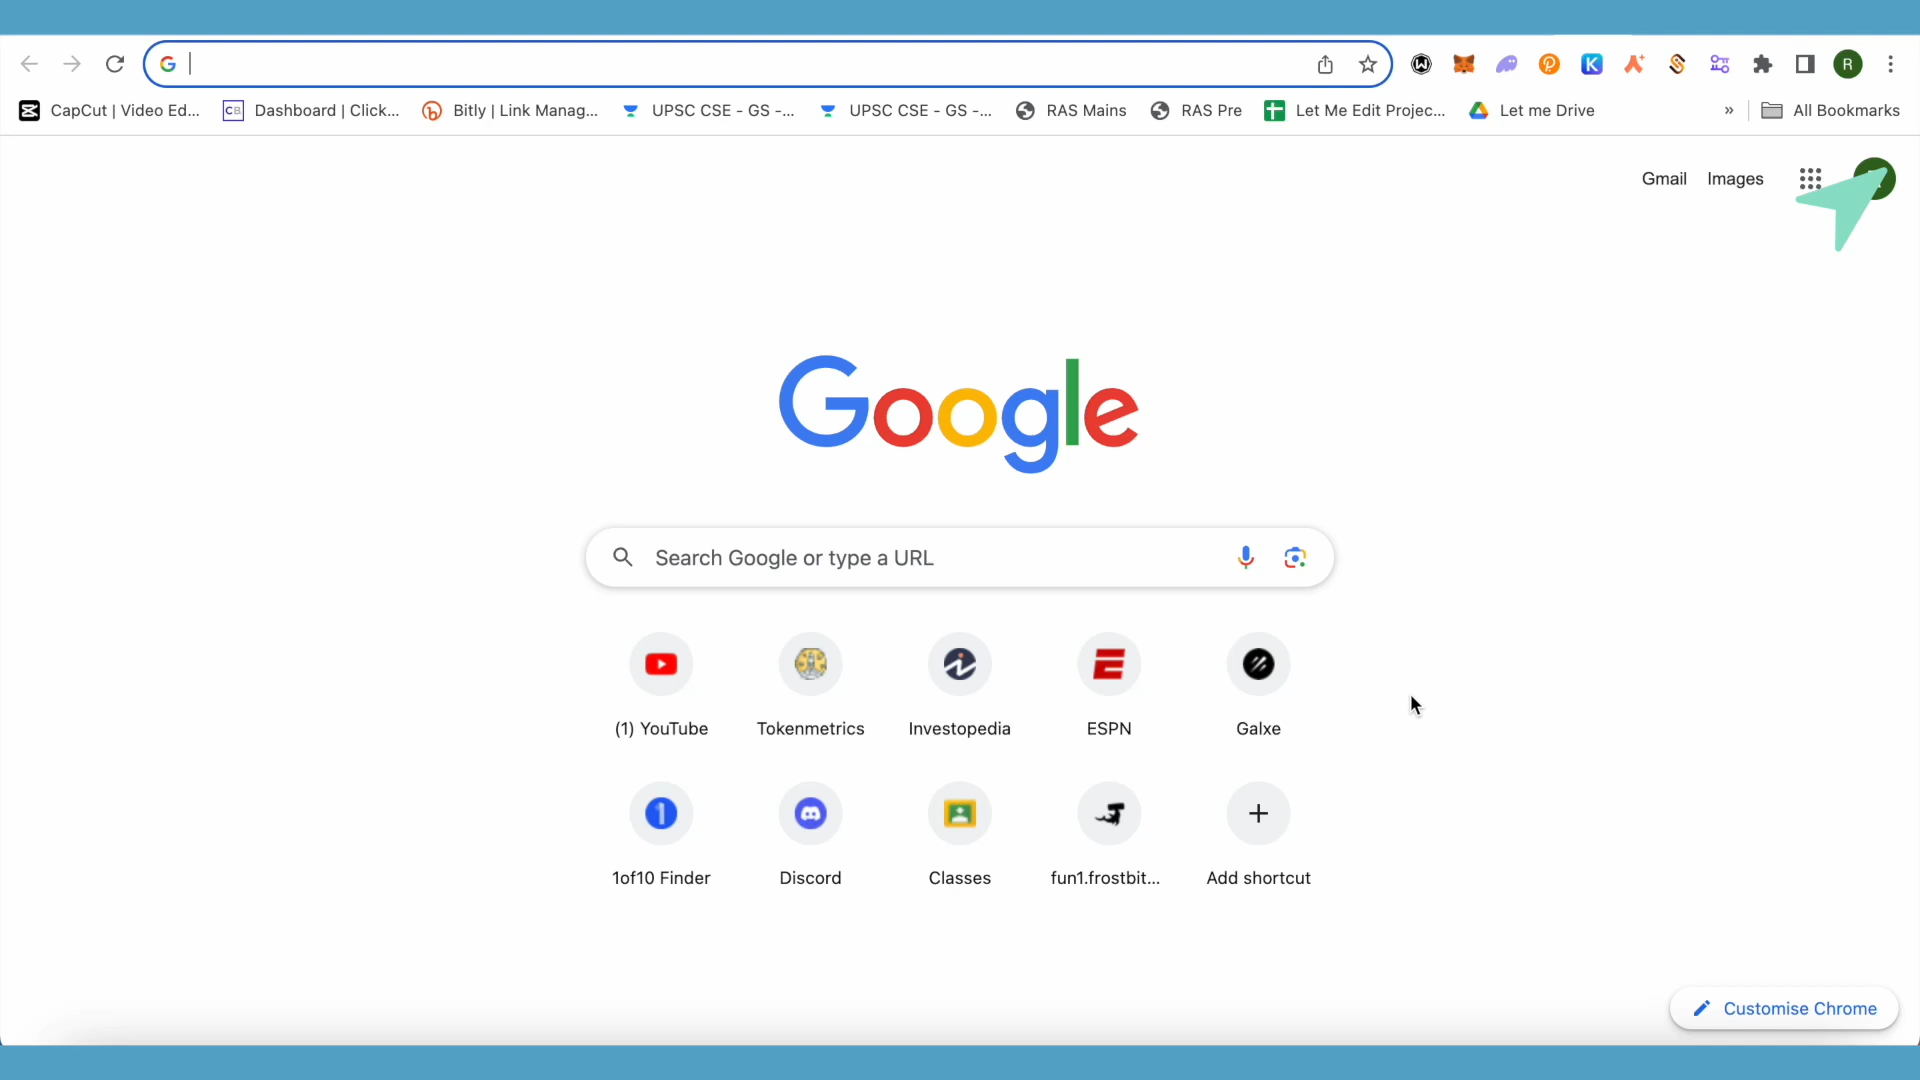 R
CapCut | Video Ed...
CB Dashboard | Click...
Bitly | Link Manag...
UPSC CSE - GS -...
UPSC CSE - GS -...
RAS Mains
RAS Pre
Let Me Edit Projec...
Let me Drive
»
All Bookmarks
Gmail
Images
Google
Search Google or type a URL
(1) YouTube
Tokenmetrics
Investopedia
ESPN
Galxe
1of10 Finder
Discord
Classes
fun1.frostbit...
Add shortcut
Customise Chrome